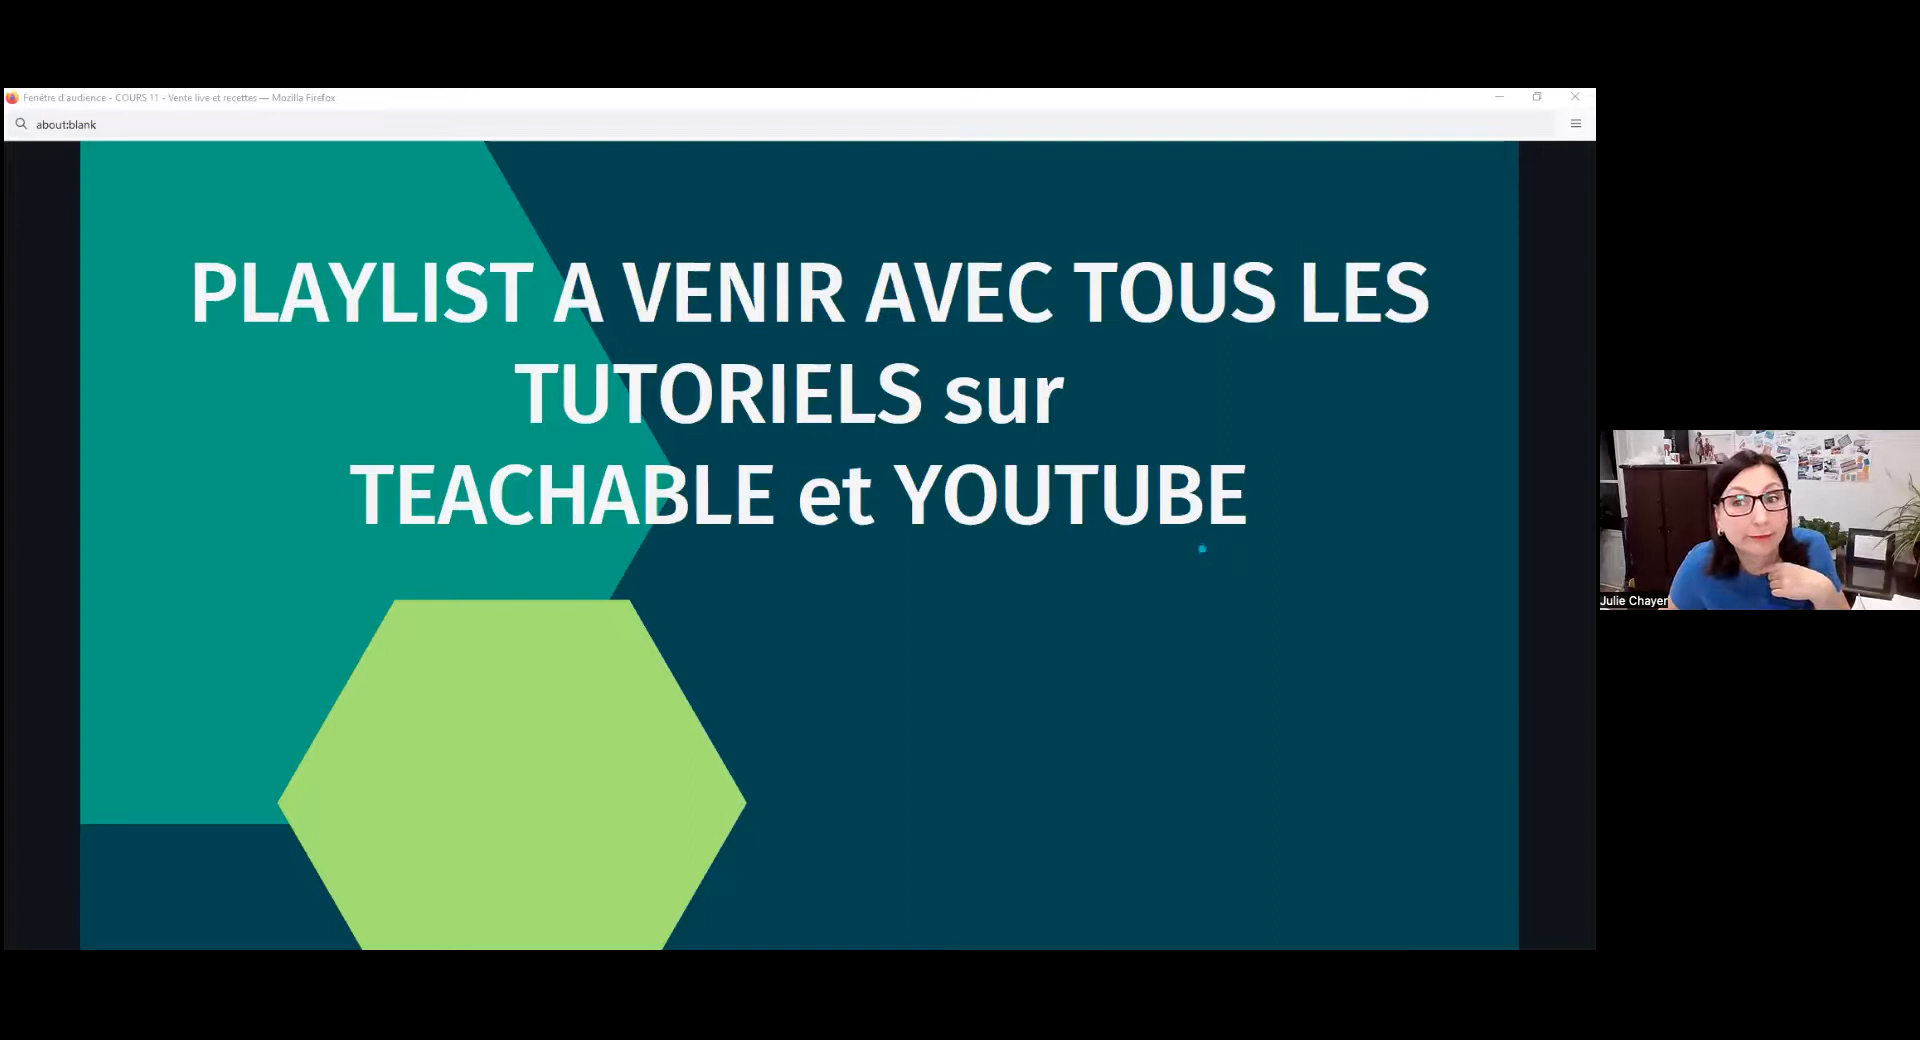 Fenêtre d'audience - COURS 11 - Vente live et recettes — Mozilla Firefox
about:blank
PLAYLIST A VENIR AVEC TOUS LES
TUTORIELS sur
TEACHABLE et YOUTUBE
Julie Chayer